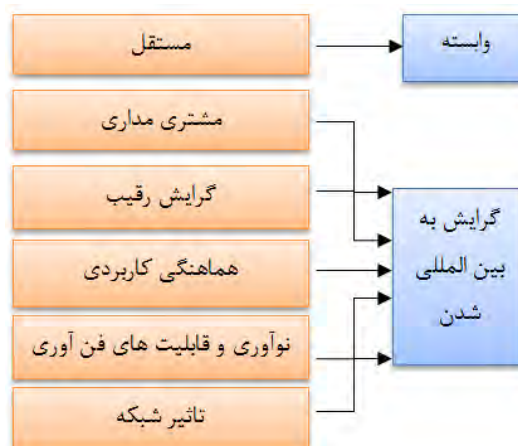 مستقل
وابسته
مشتری مداری
گرایش رقیب
هماهنگی کاربردی
نوآوری و قابلیت های فن آوری
تاثیر شبکه
گرایش به
بین المللی
شدن